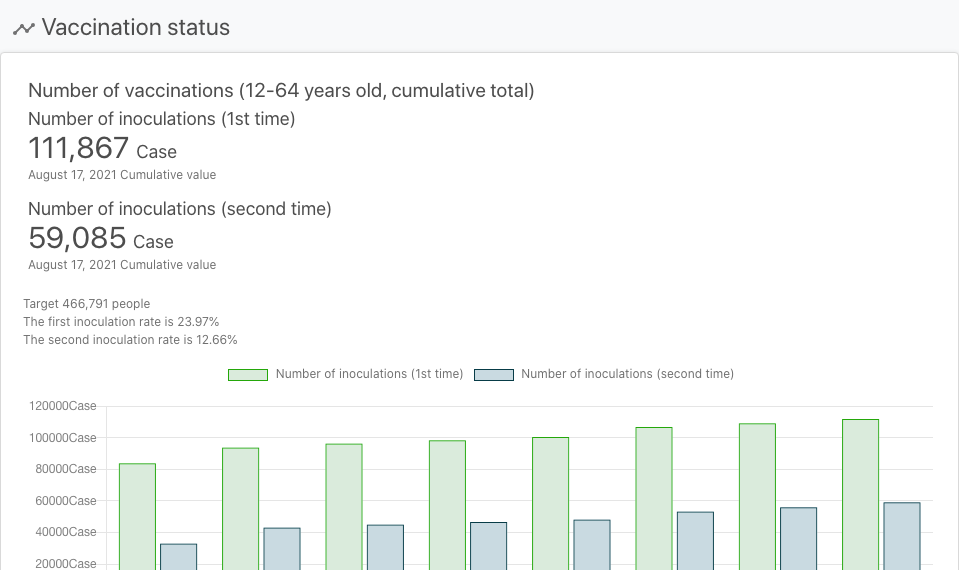 Vaccination status
Number of vaccinations (12-64 years old, cumulative total)
Number of inoculations (1st time)
111,867 Case
August 17, 2021 Cumulative value
Number of inoculations (second time)
59,085 Case
August 17, 2021 Cumulative value
Target 466,791 people
The first inoculation rate is 23.97%
The second inoculation rate is 12.66%
Number of inoculations (1st time) Number of inoculations (second time)
120000Case
100000Case
80000Case
60000Case
40000Case
20000Case